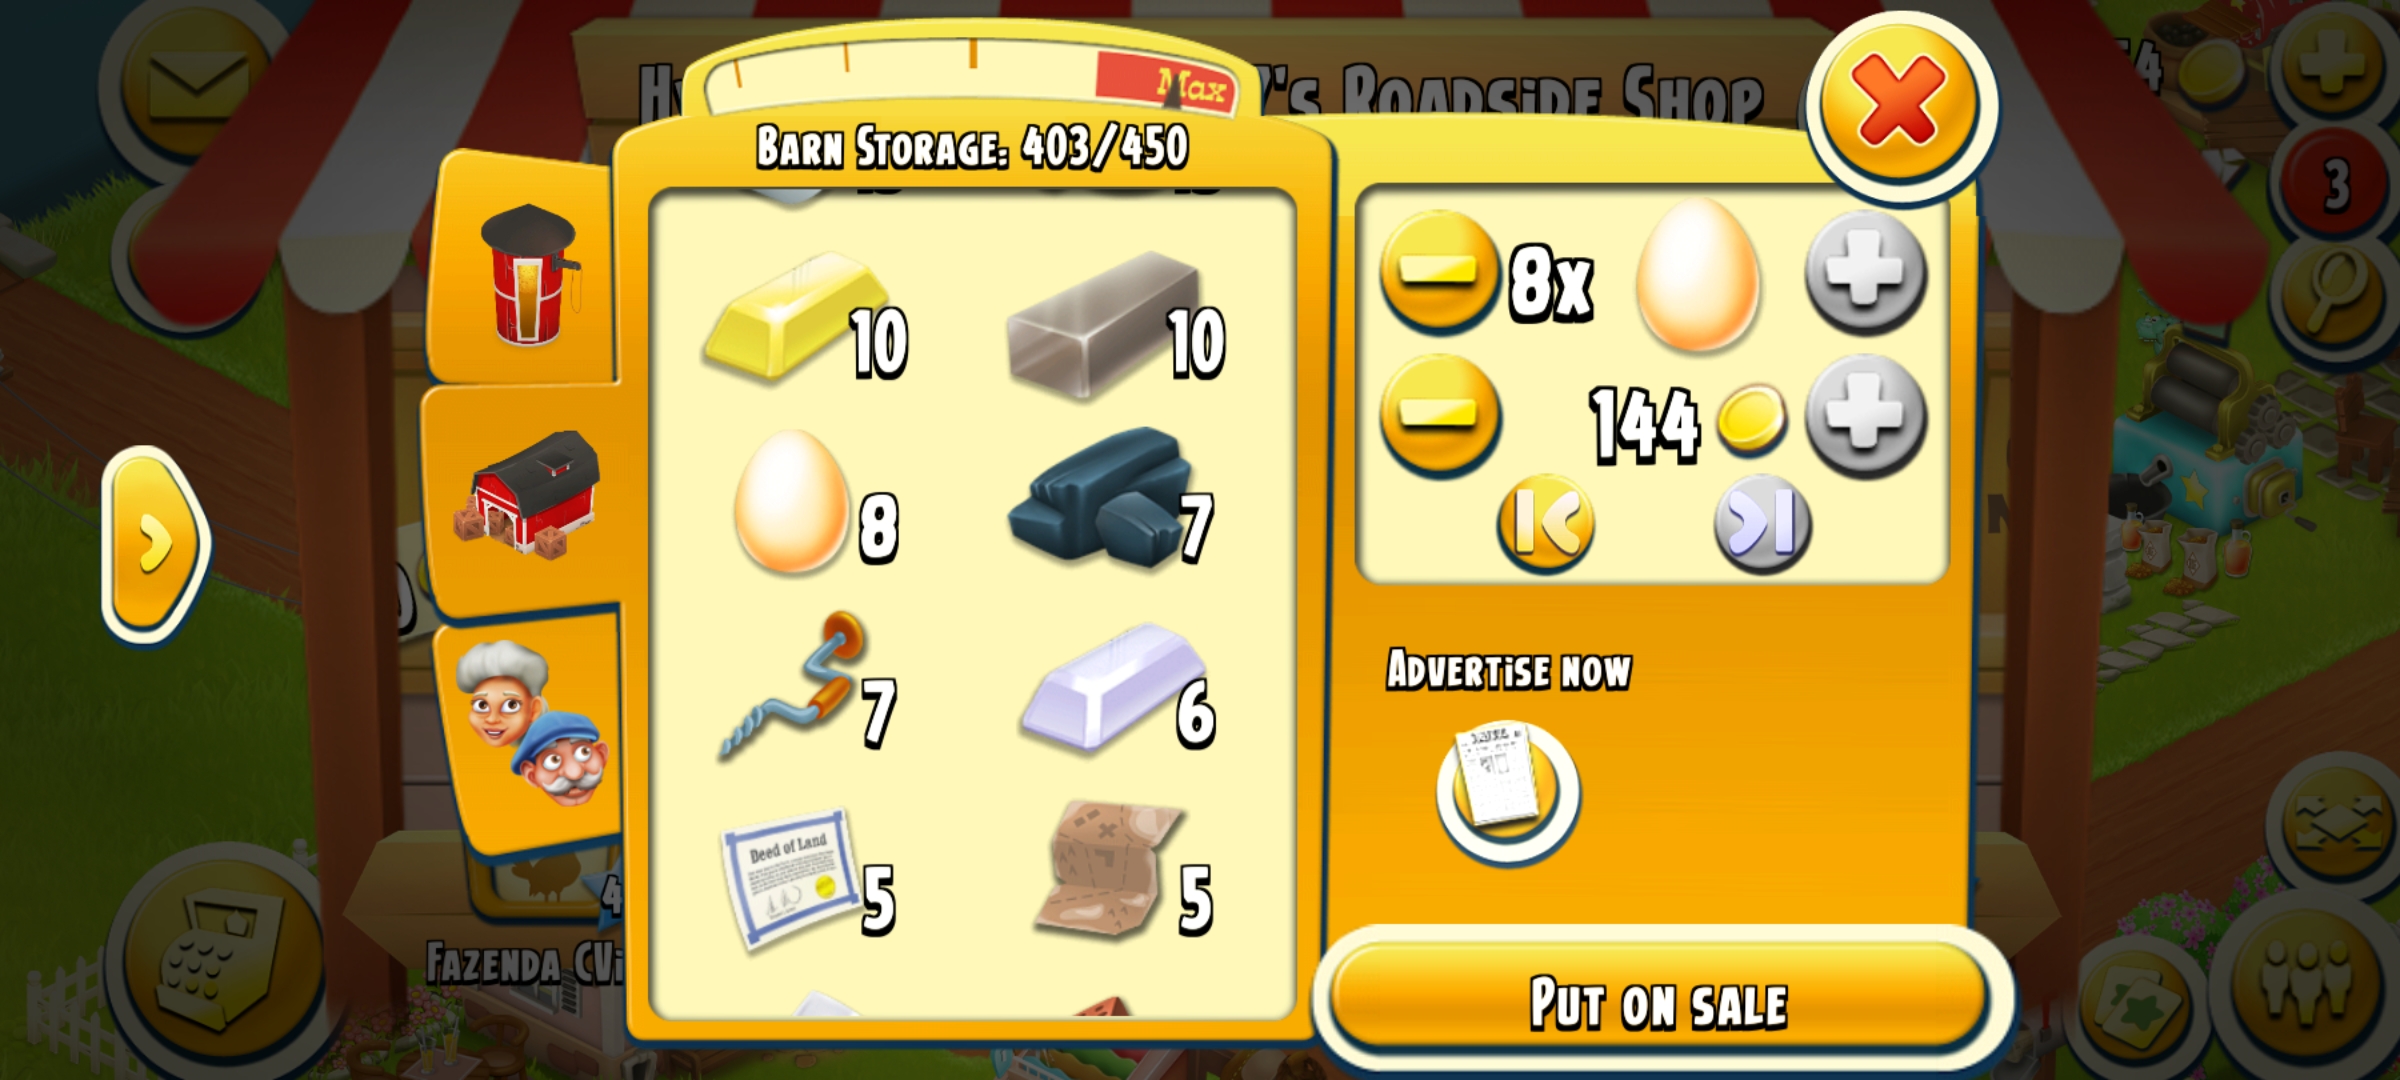 's Roadside Shop
Max
Barn Storage: 403/450
3
10
10
8
7
7
6
Deed of Land
5
5
8x
144
Advertise now
Put on sale
Fazenda CVi